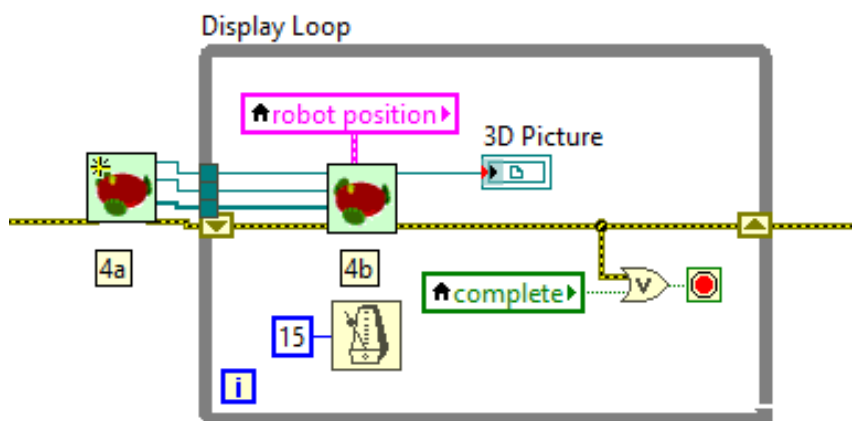 Display Loop
robot position
3D Picture
4a
4b
complete
V
15
i